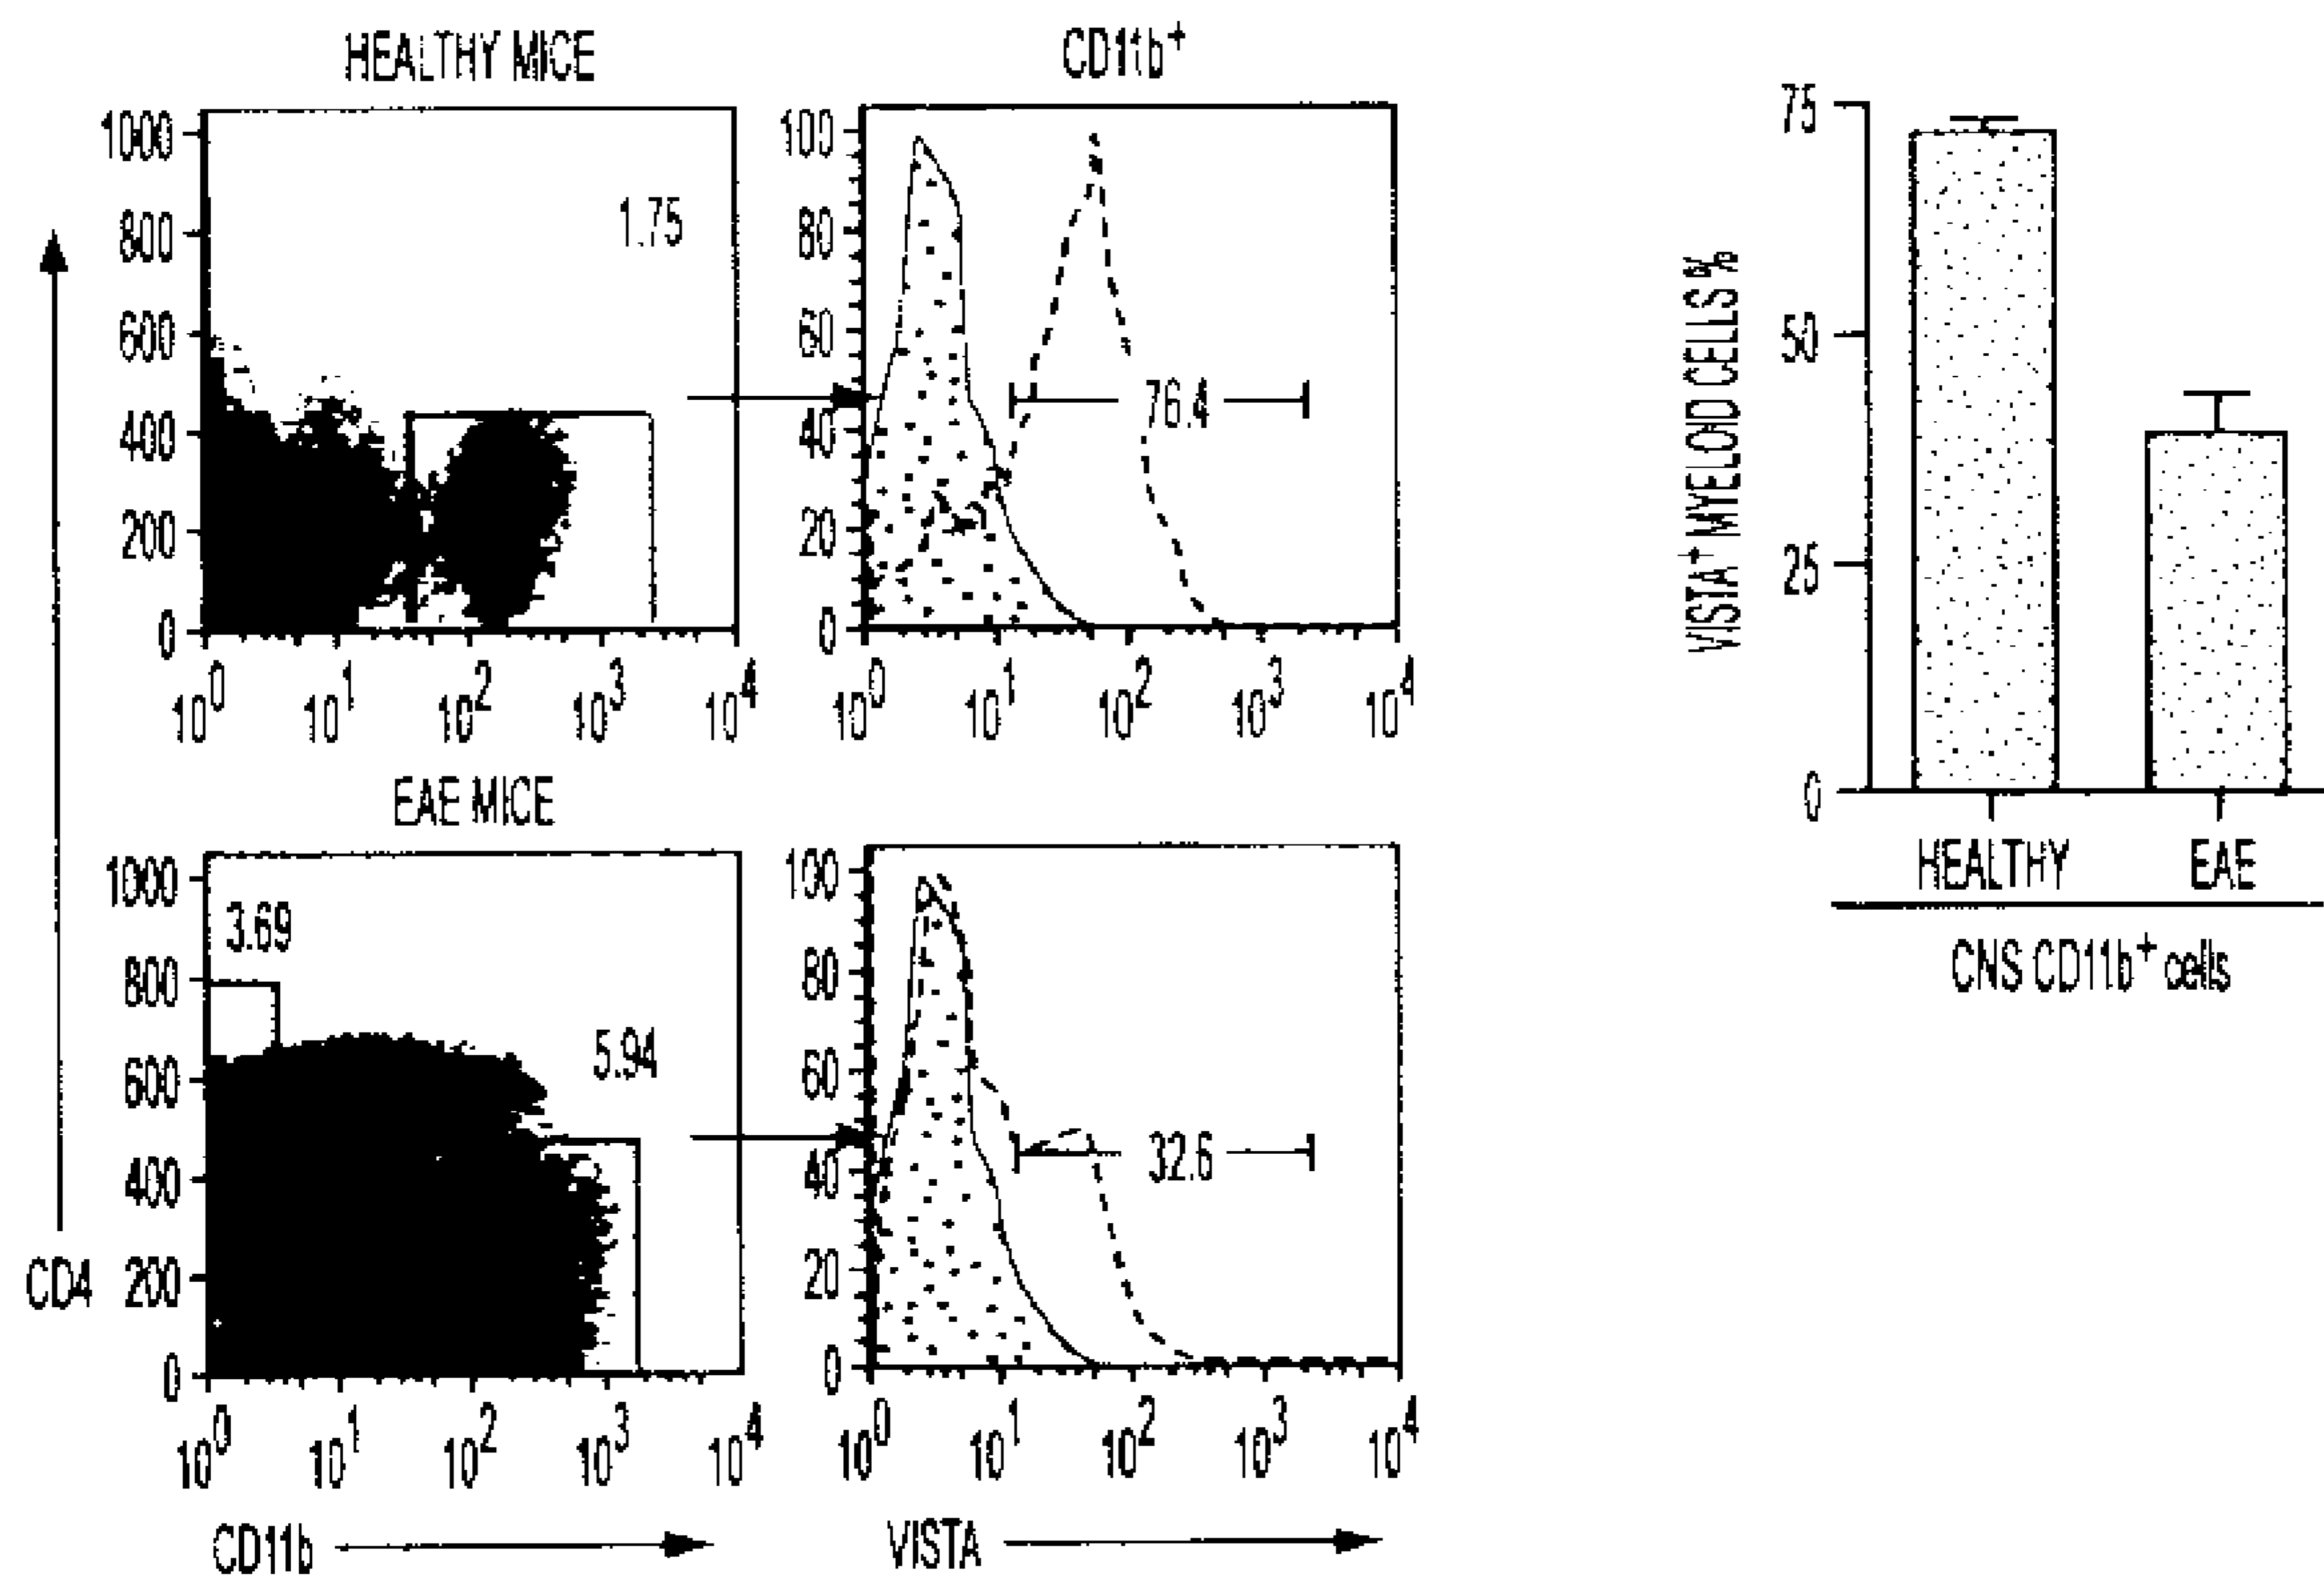 HEALTHY MICE
1000
800
600
400
200
0
1.75
10^0 10^1 10^2 10^3 10^4
CD11b+
100
80
60
40
20
0
76.4
10^0 10^1 10^2 10^3 10^4
EAE MICE
1000
800
600
400
200
0
3.69
5.94
10^0 10^1 10^2 10^3 10^4
100
80
60
40
20
0
32.6
10^0 10^1 10^2 10^3 10^4
CD4
CD11b
VISTA
VISTA+ MYELOID CELLS %
75
50
25
0
HEALTHY EAE
CNS CD11b+ cells